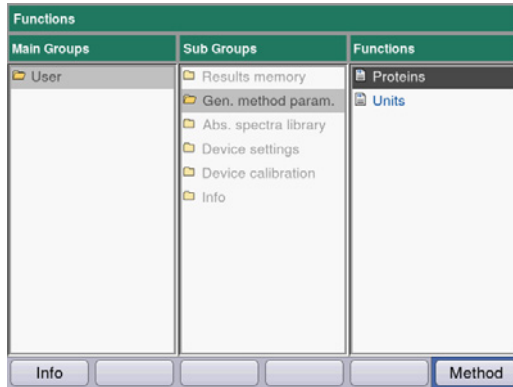 Functions
Main Groups
Sub Groups
Functions
User
Results memory
Gen. method param.
Abs. spectra library
Device settings
Device calibration
Info
Proteins
Units
Info
Method